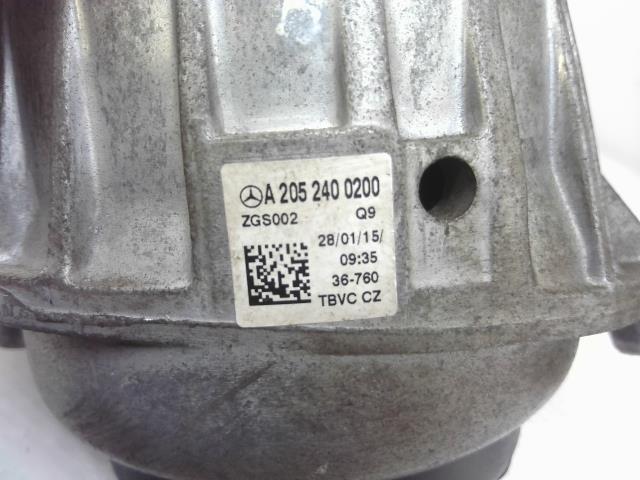 A 205 240 0200
ZGS002 Q9
28/01/15/
09:35
36-760
TBVC CZ